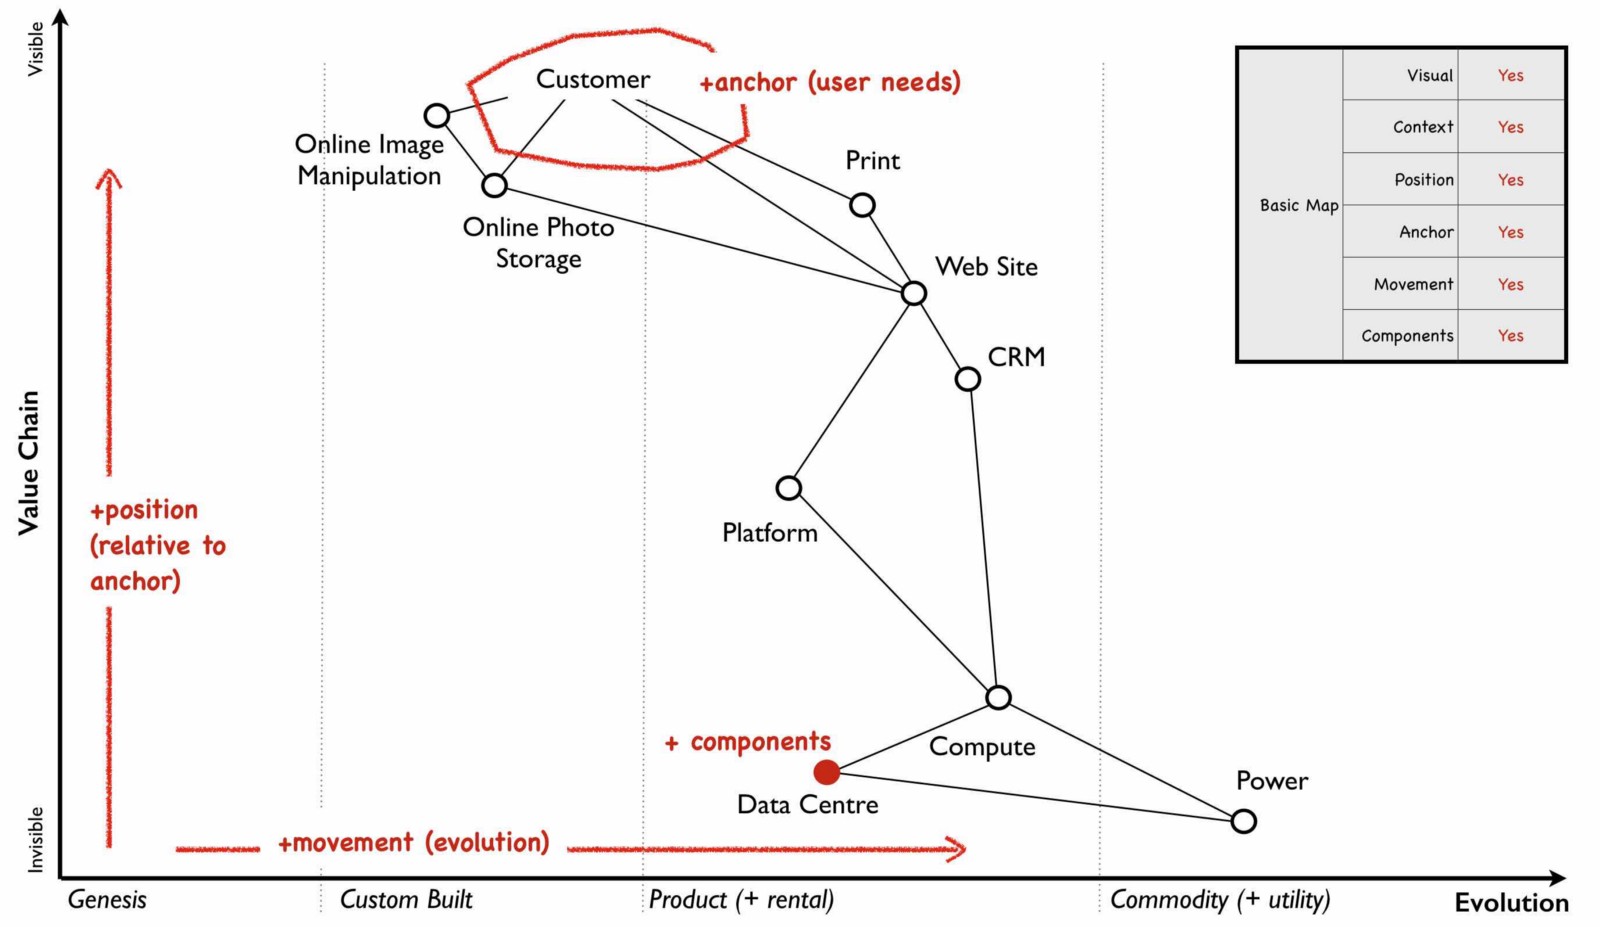 Visible
Customer
+anchor (user needs)
Online Image
Manipulation
Print
Online Photo
Storage
Web Site
CRM
Value Chain
+position
(relative to
anchor)
Platform
+ components
Compute
Data Centre
Power
Invisible
+movement (evolution)
Genesis
Custom Built
Product (+ rental)
Commodity (+ utility)
Evolution
Basic Map
Visual Yes
Context Yes
Position Yes
Anchor Yes
Movement Yes
Components Yes